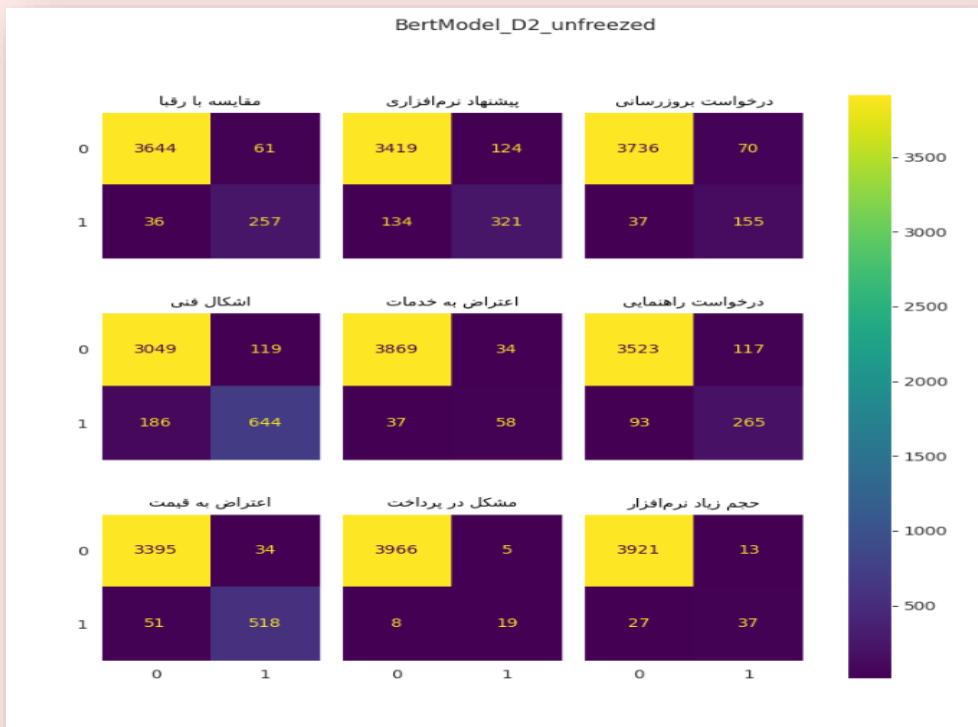 BertModel_D2_unfreezed
مقایسه با رقبا
پیشنهاد نرم‌افزاری
درخواست بروزرسانی
0 3644 61 3419 124 3736 70
1 36 257 134 321 37 155
اشکال فنی
اعتراض به خدمات
درخواست راهنمایی
0 3049 119 3869 34 3523 117
1 186 644 37 58 93 265
اعتراض به قیمت
مشکل در پرداخت
حجم زیاد نرم‌افزار
0 3395 34 3966 5 3921 13
1 51 518 8 19 27 37
0 1 0 1 0 1
3500
3000
2500
2000
1500
1000
500